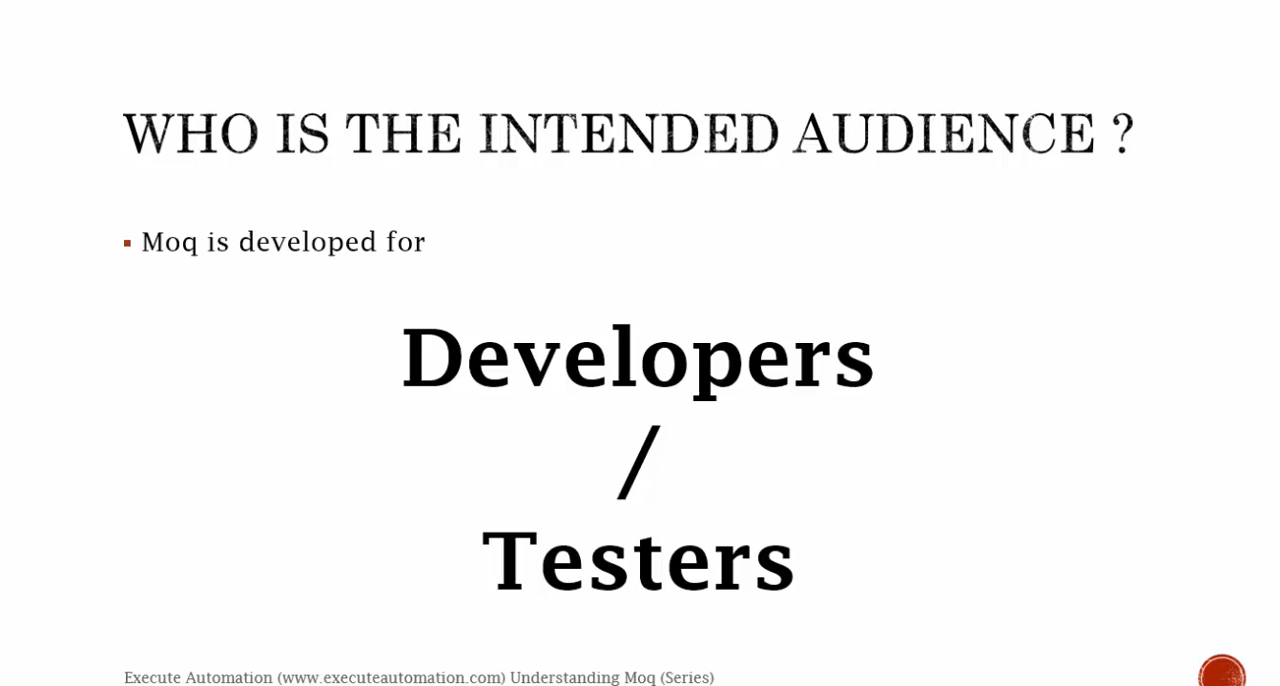 WHO IS THE INTENDED AUDIENCE ?
Moq is developed for
Developers
/
Testers
Execute Automation (www.executeautomation.com) Understanding Moq (Series)